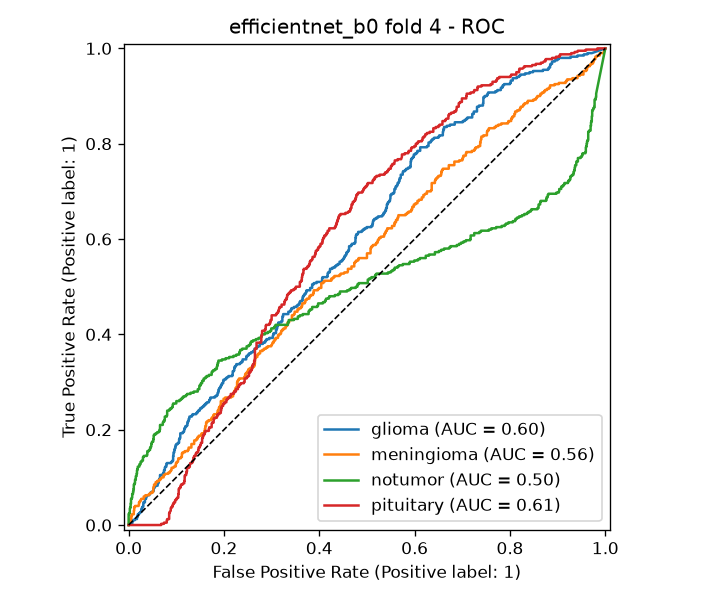 efficientnet_b0 fold 4 - ROC
1.0
0.8
0.6
0.4
0.2
0.0
True Positive Rate (Positive label: 1)
glioma (AUC = 0.60)
meningioma (AUC = 0.56)
notumor (AUC = 0.50)
pituitary (AUC = 0.61)
0.0 0.2 0.4 0.6 0.8 1.0
False Positive Rate (Positive label: 1)